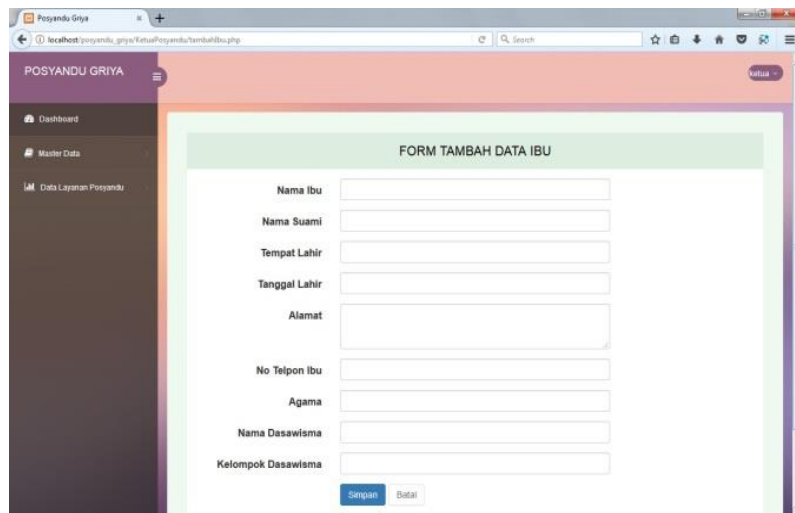 Posyandu Griya
localhost/posyandu_griya/KetuaPosyandu/tambahIbu.php
Search
POSYANDU GRIYA
ketua
Dashboard
Master Data
Data Layanan Posyandu
FORM TAMBAH DATA IBU
Nama Ibu
Nama Suami
Tempat Lahir
Tanggal Lahir
Alamat
No Telpon Ibu
Agama
Nama Dasawisma
Kelompok Dasawisma
Simpan Batal